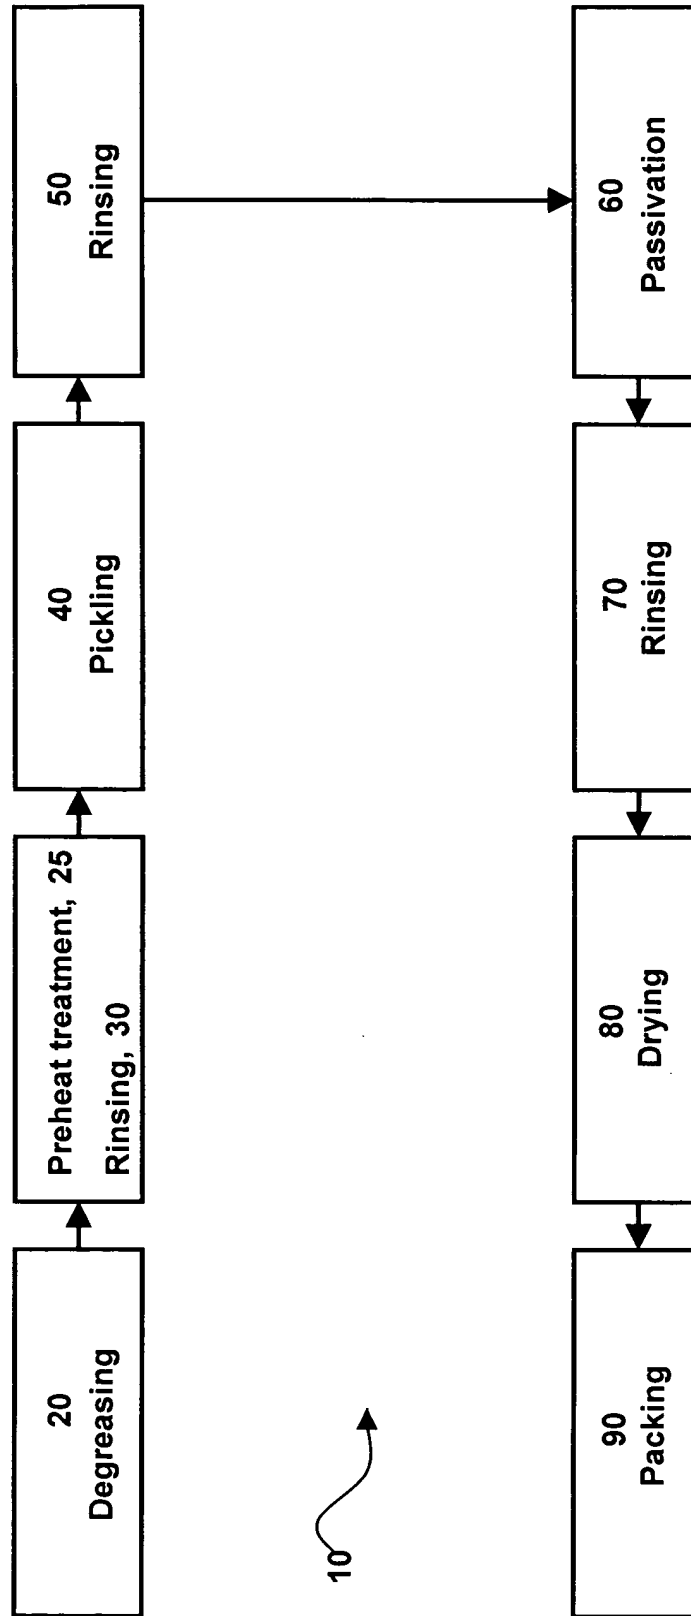 20
Degreasing
Preheat treatment, 25
Rinsing, 30
40
Pickling
50
Rinsing
10
60
Passivation
70
Rinsing
80
Drying
90
Packing